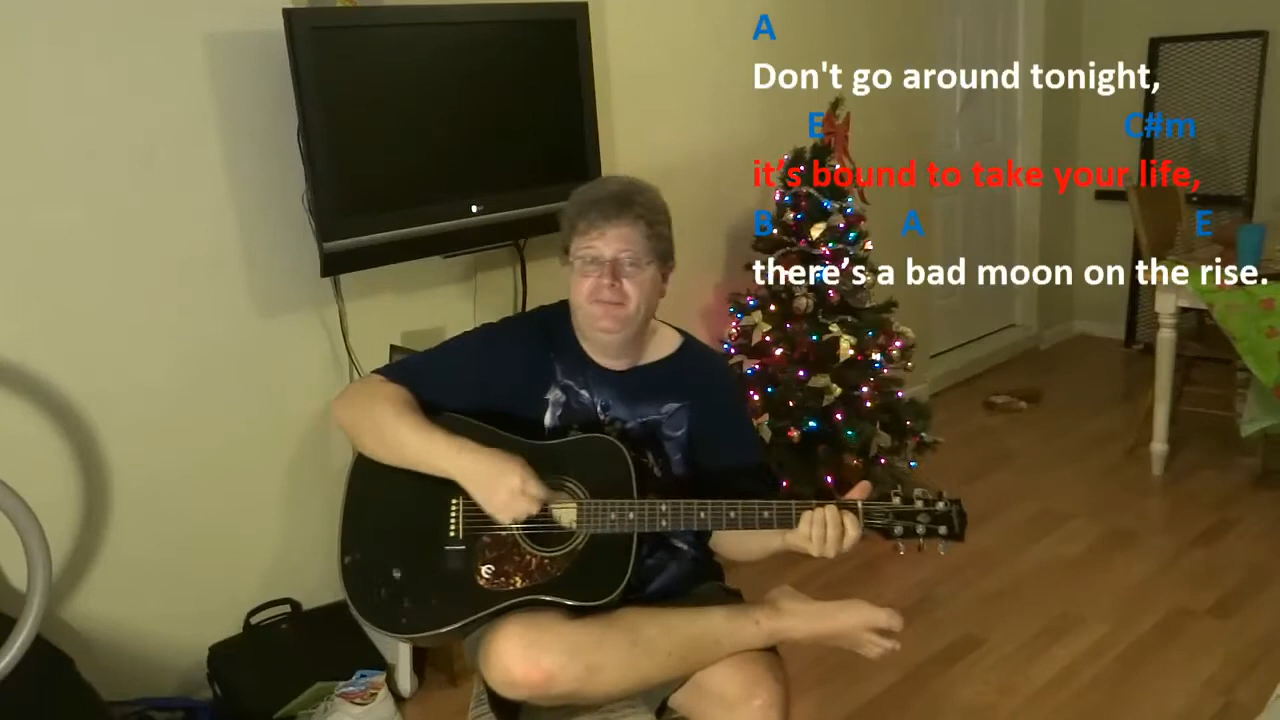 A
Don't go around tonight,
E C#m
it's bound to take your life,
B A E
there's a bad moon on the rise.